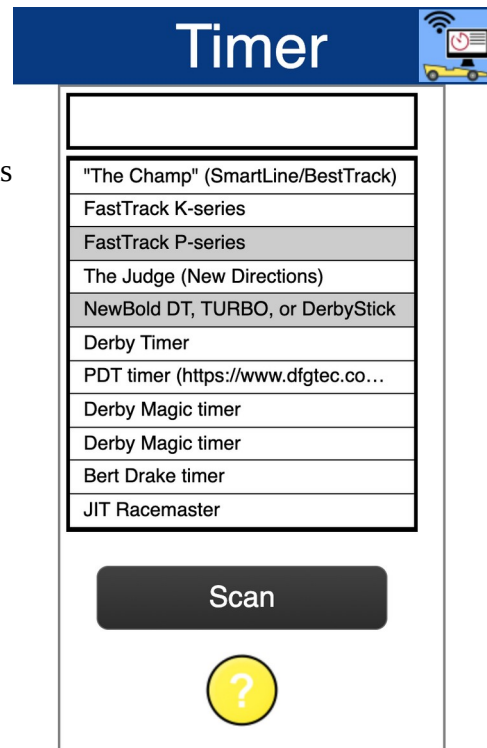 Timer
s
"The Champ" (SmartLine/BestTrack)
FastTrack K-series
FastTrack P-series
The Judge (New Directions)
NewBold DT, TURBO, or DerbyStick
Derby Timer
PDT timer (https://www.dfgtec.co…
Derby Magic timer
Derby Magic timer
Bert Drake timer
JIT Racemaster
Scan
?